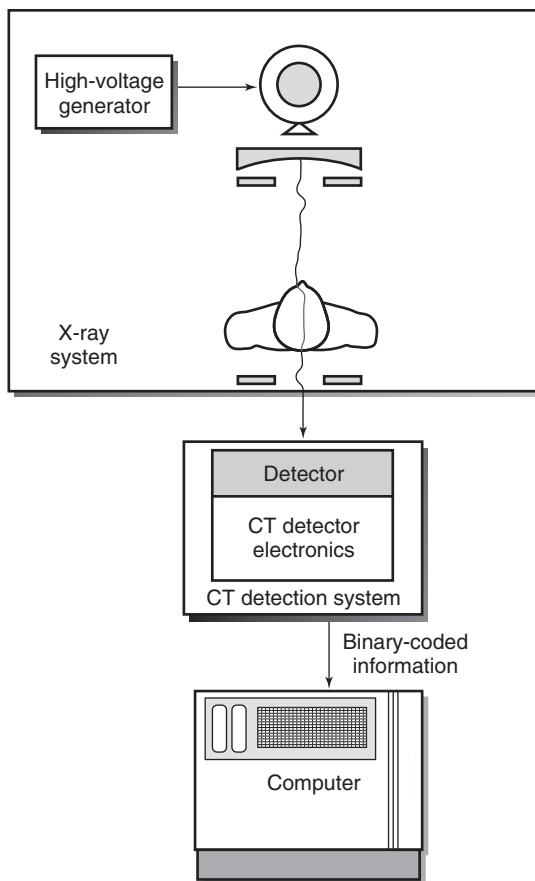 High-voltage
generator
X-ray
system
Detector
CT detector
electronics
CT detection system
Binary-coded
information
Computer